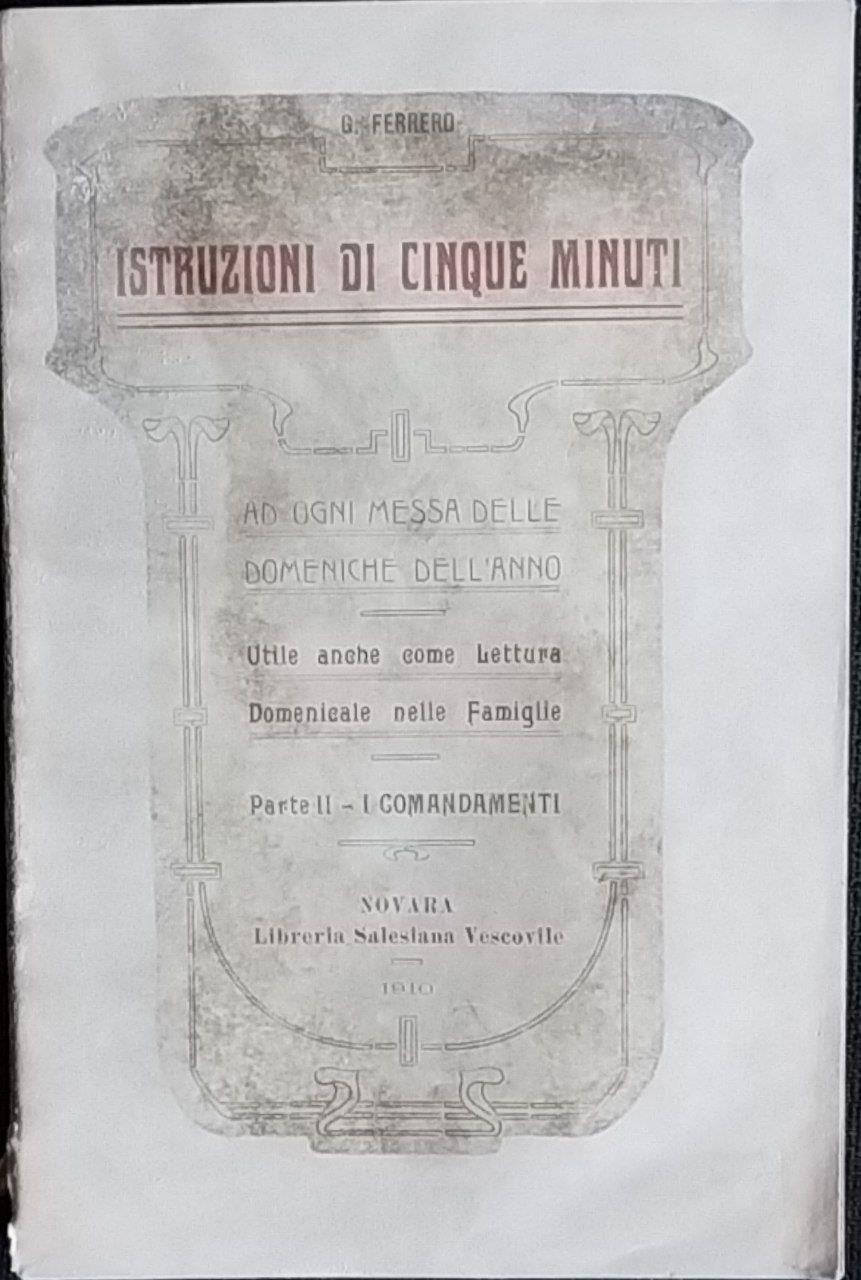 G. FERRERO
ISTRUZIONI DI CINQUE MINUTI
AD OGNI MESSA DELLE
DOMENICHE DELL'ANNO
Utile anche come Lettura
Domenicale nelle Famiglie
Parte II - I COMANDAMENTI
NOVARA
Libreria Salesiana Vescovile
1910